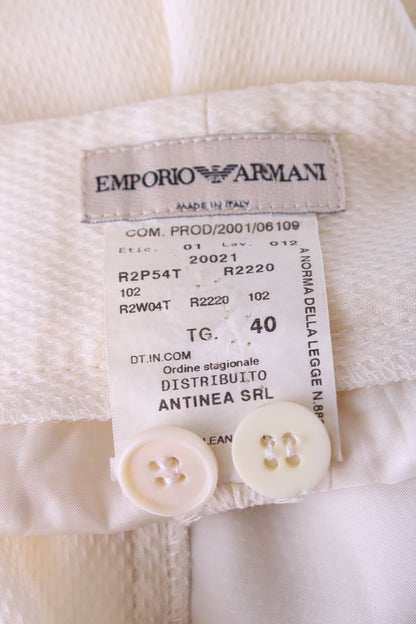 EMPORIO ARMANI
MADE IN ITALY
COM. PROD/2001/06109
Etic. 01 Lav. 012
20021
R2P54T R2220
102
R2W04T R2220 102
TG. 40
DT.IN.COM
Ordine stagionale
DISTRIBUITO
ANTINEA SRL
A NORMA DELLA LEGGE N.